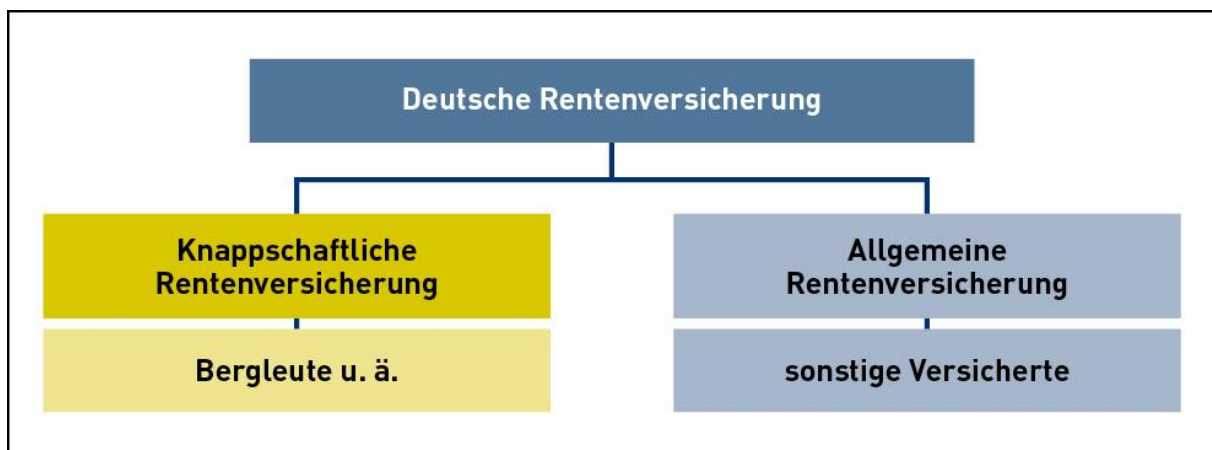 Deutsche Rentenversicherung
Knappschaftliche
Rentenversicherung
Allgemeine
Rentenversicherung
Bergleute u. ä.
sonstige Versicherte